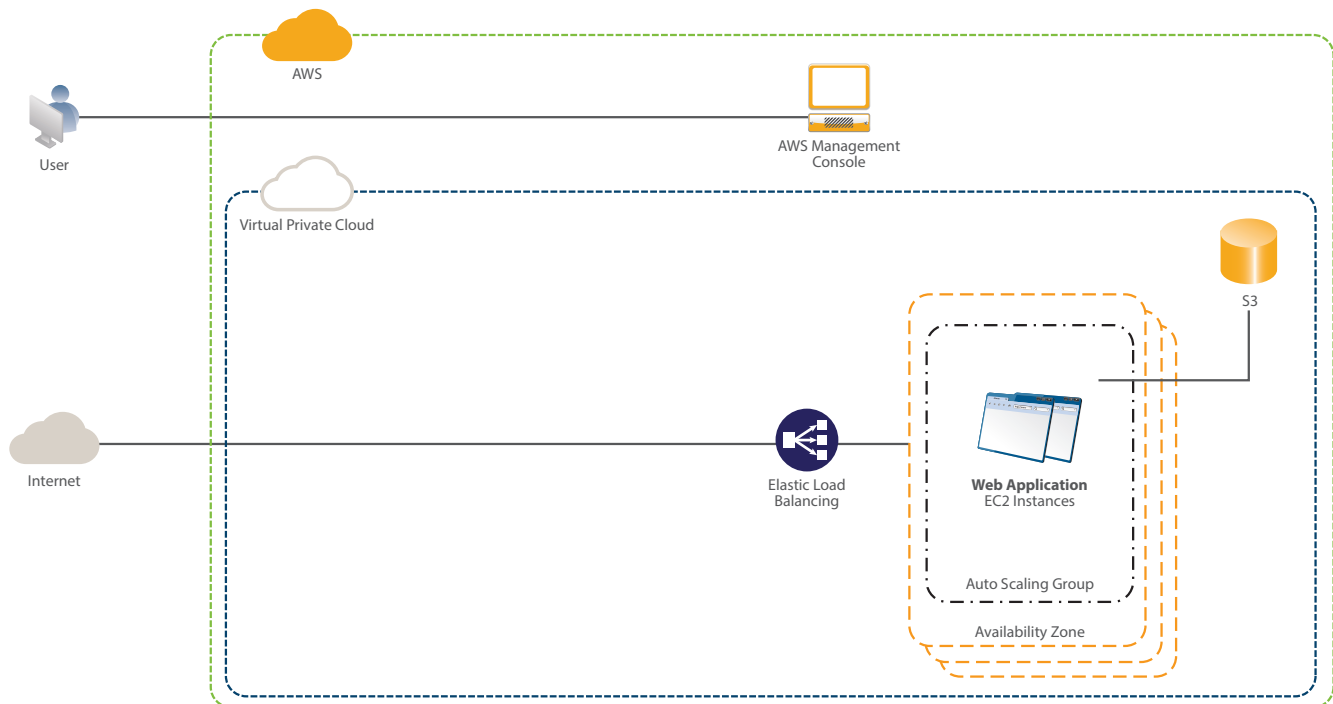 AWS
User
AWS Management
Console
Virtual Private Cloud
S3
Internet
Elastic Load
Balancing
Web Application
EC2 Instances
Auto Scaling Group
Availability Zone